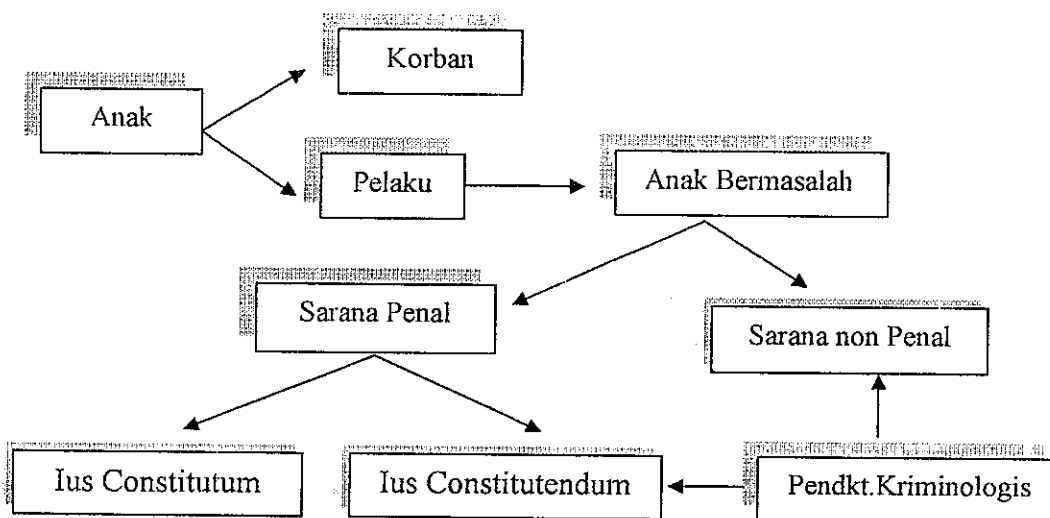 Korban
Anak
Pelaku
Anak Bermasalah
Sarana Penal
Sarana non Penal
Ius Constitutum
Ius Constitutendum
Pendkt.Kriminologis